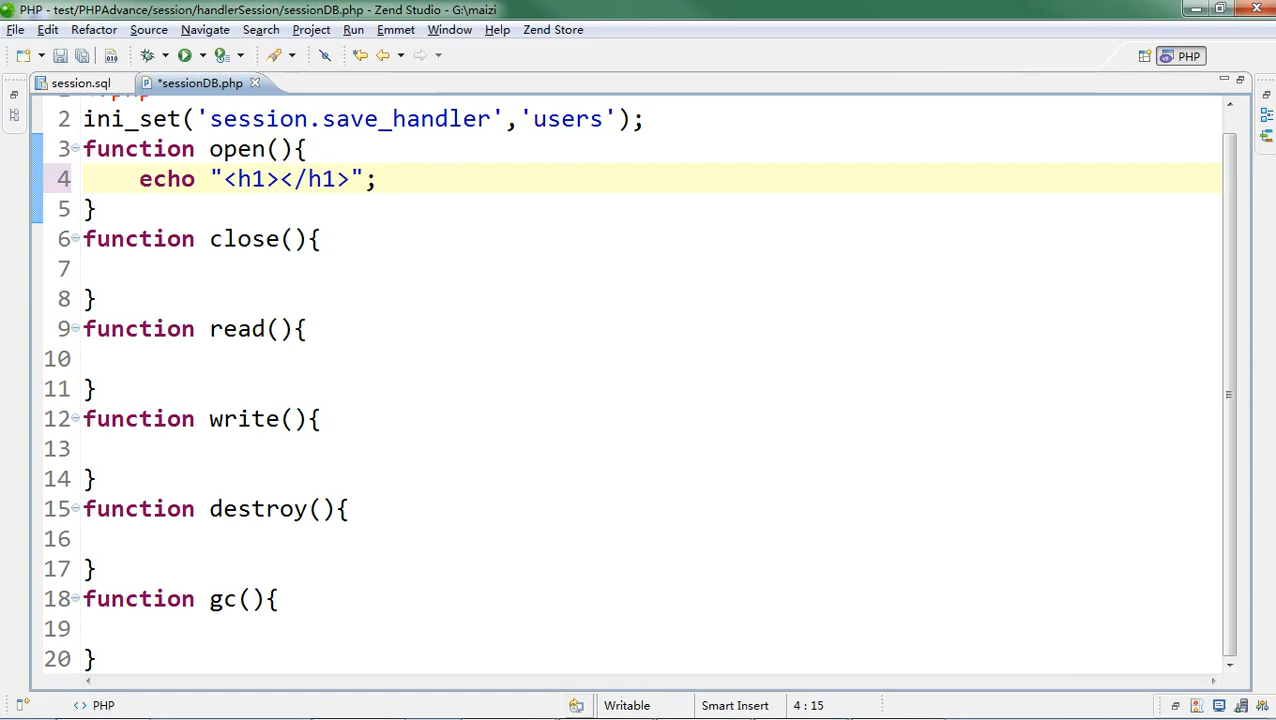 PHP - test/PHPAdvance/session/handlerSession/sessionDB.php - Zend Studio - G:\maizi
File Edit Refactor Source Navigate Search Project Run Emmet Window Help Zend Store
PHP
session.sql *sessionDB.php
2 ini_set('session.save_handler','users');
3 function open(){
4 echo "<h1></h1>";
5 }
6 function close(){
7
8 }
9 function read(){
10
11 }
12 function write(){
13
14 }
15 function destroy(){
16
17 }
18 function gc(){
19
20 }
<> PHP Writable Smart Insert 4 : 15